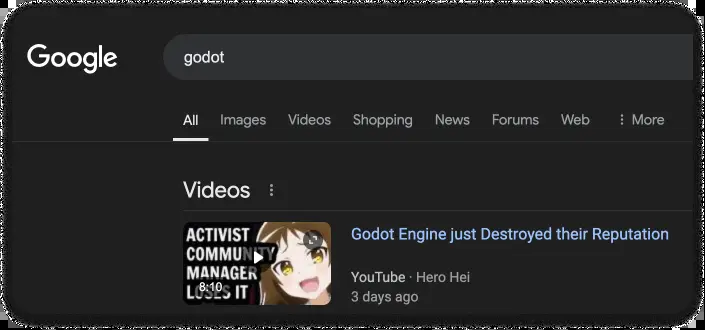 Google
godot
All Images Videos Shopping News Forums Web More
Videos
ACTIVIST
COMMUNITY
MANAGER
LOSES IT
8:10
Godot Engine just Destroyed their Reputation
YouTube · Hero Hei
3 days ago